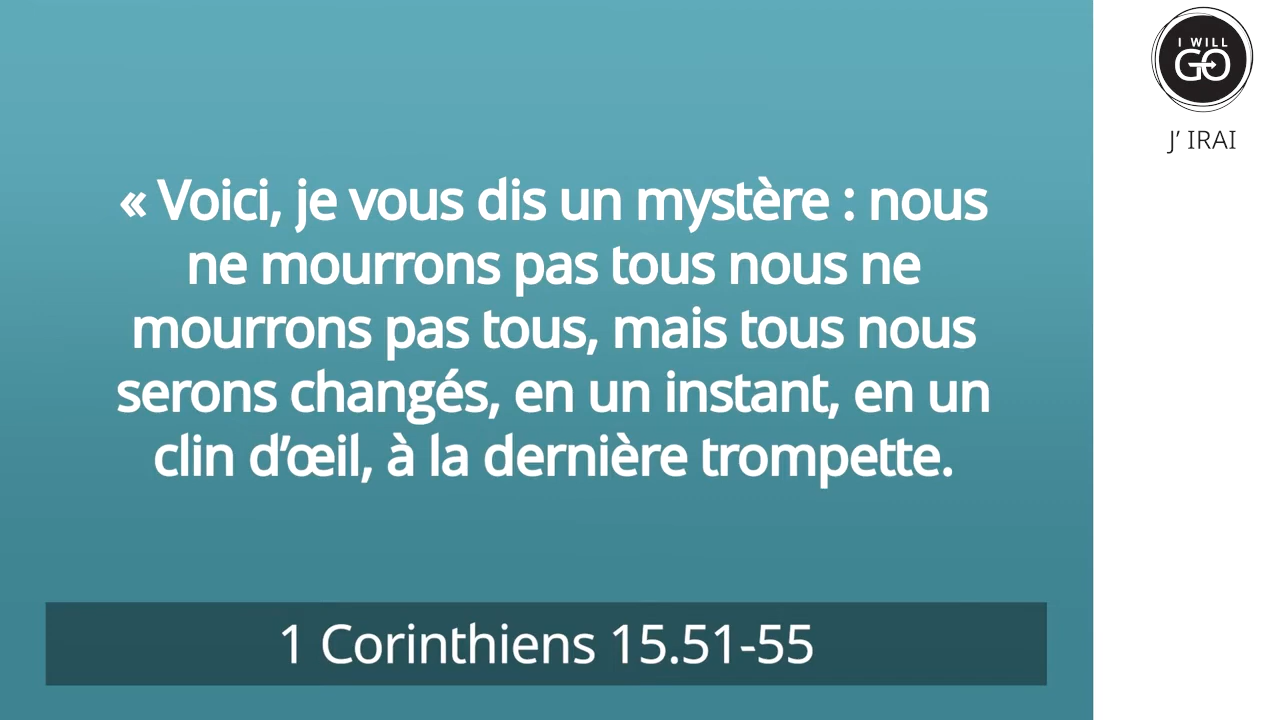 « Voici, je vous dis un mystère : nous
ne mourrons pas tous nous ne
mourrons pas tous, mais tous nous
serons changés, en un instant, en un
clin d’œil, à la dernière trompette.
1 Corinthiens 15.51-55
I WILL
GO
J’ IRAI